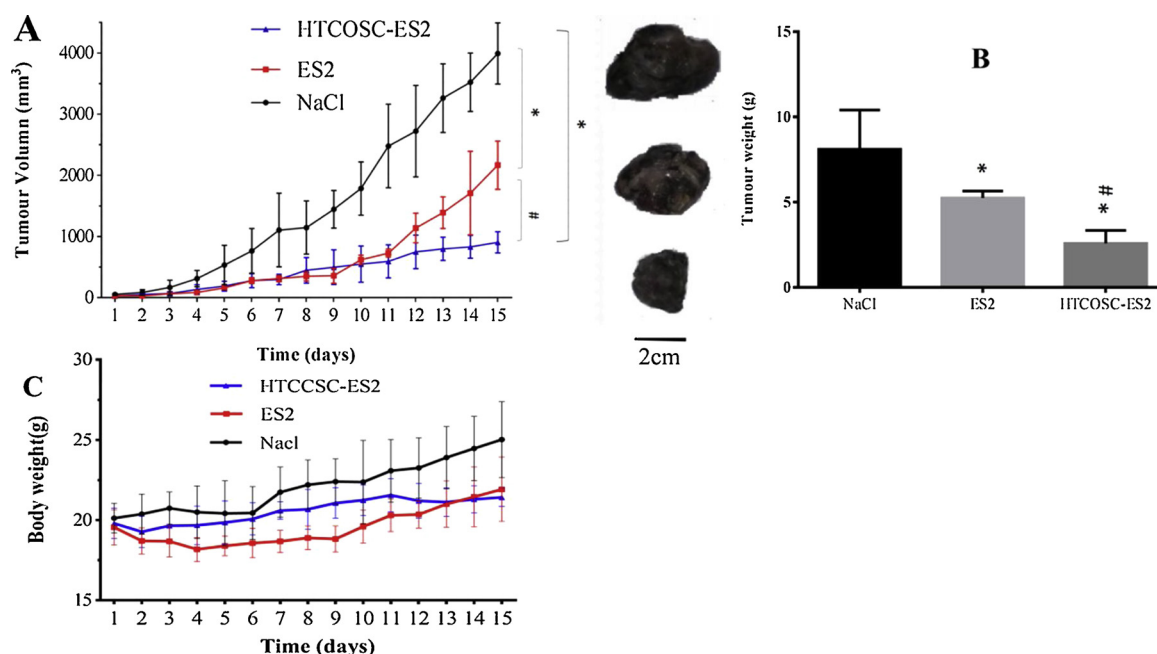 A
HTCOSC-ES2
ES2
NaCl
Tumour Volumn (mm³)
4000
3000
2000
1000
0
1 2 3 4 5 6 7 8 9 10 11 12 13 14 15
Time (days)
*
#
*
2cm
B
Tumour weight (g)
15
10
5
0
*
#
*
NaCl ES2 HTCOSC-ES2
C
HTCCSC-ES2
ES2
Nacl
Body weight(g)
30
25
20
15
1 2 3 4 5 6 7 8 9 10 11 12 13 14 15
Time (days)